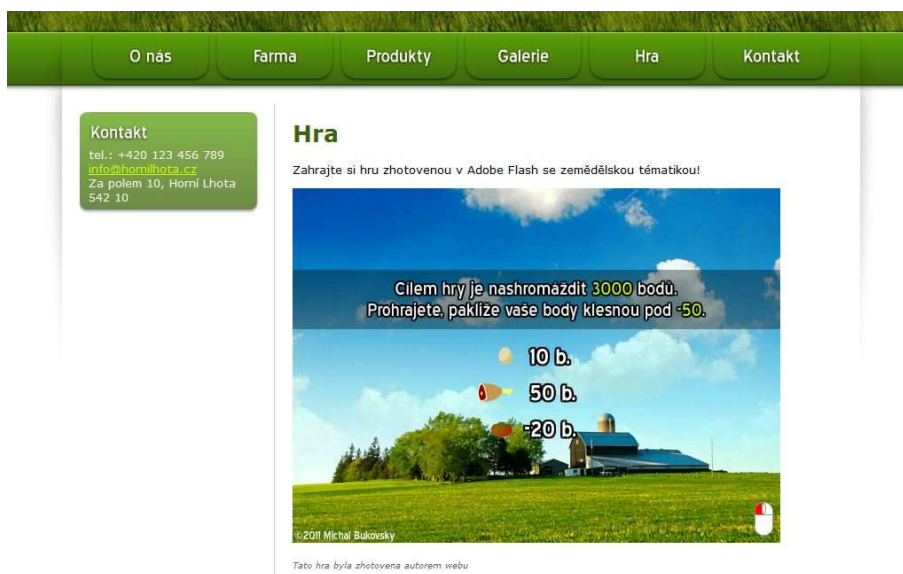 O nás
Farma
Produkty
Galerie
Hra
Kontakt
Kontakt
tel.: +420 123 456 789
info@hornilhota.cz
Za polem 10, Horní Lhota
542 10
Hra
Zahrajte si hru zhotovenou v Adobe Flash se zemědělskou tématikou!
Cílem hry je nashromáždit 3000 bodů.
Prohrajete, pakliže vaše body klesnou pod -50.
10 b.
50 b.
-20 b.
©2011 Michal Bukovsky
Tato hra byla zhotovena autorem webu